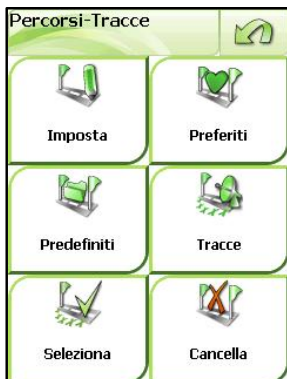 Percorsi-Tracce
Imposta
Preferiti
Predefiniti
Tracce
Seleziona
Cancella